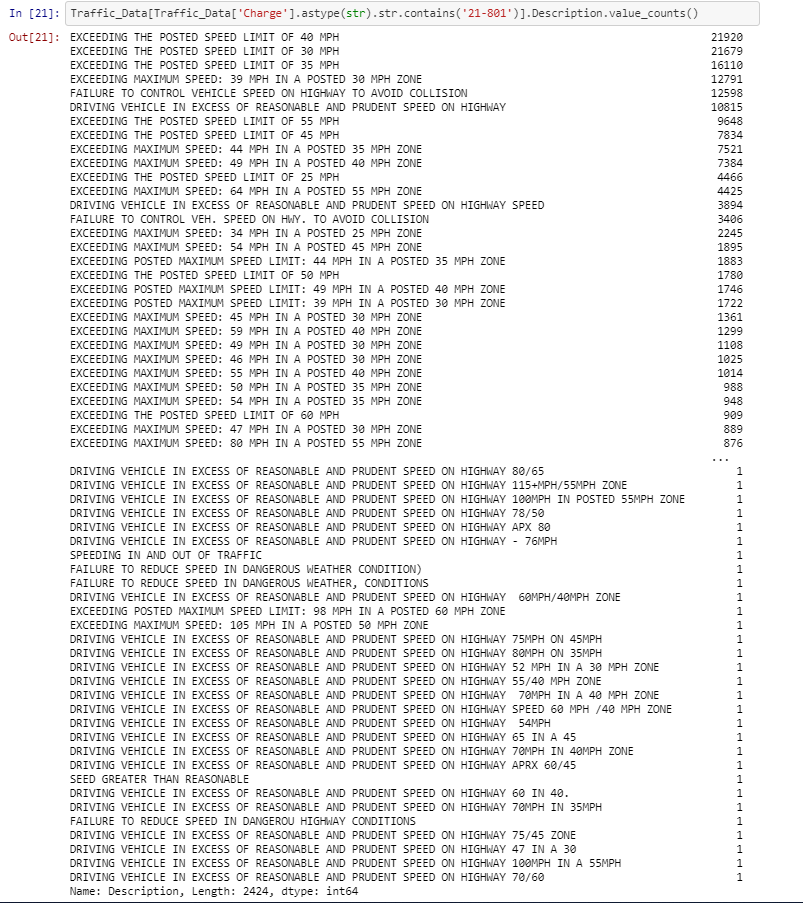 In [21]: Traffic_Data[Traffic_Data['Charge'].astype(str).str.contains('21-801')].Description.value_counts()
Out[21]: EXCEEDING THE POSTED SPEED LIMIT OF 40 MPH 21920
EXCEEDING THE POSTED SPEED LIMIT OF 30 MPH 21679
EXCEEDING THE POSTED SPEED LIMIT OF 35 MPH 16110
EXCEEDING MAXIMUM SPEED: 39 MPH IN A POSTED 30 MPH ZONE 12791
FAILURE TO CONTROL VEHICLE SPEED ON HIGHWAY TO AVOID COLLISION 12598
DRIVING VEHICLE IN EXCESS OF REASONABLE AND PRUDENT SPEED ON HIGHWAY 10815
EXCEEDING THE POSTED SPEED LIMIT OF 55 MPH 9648
EXCEEDING THE POSTED SPEED LIMIT OF 45 MPH 7834
EXCEEDING MAXIMUM SPEED: 44 MPH IN A POSTED 35 MPH ZONE 7521
EXCEEDING MAXIMUM SPEED: 49 MPH IN A POSTED 40 MPH ZONE 7384
EXCEEDING THE POSTED SPEED LIMIT OF 25 MPH 4466
EXCEEDING MAXIMUM SPEED: 64 MPH IN A POSTED 55 MPH ZONE 4425
DRIVING VEHICLE IN EXCESS OF REASONABLE AND PRUDENT SPEED ON HIGHWAY SPEED 3894
FAILURE TO CONTROL VEH. SPEED ON HWY. TO AVOID COLLISION 3406
EXCEEDING MAXIMUM SPEED: 34 MPH IN A POSTED 25 MPH ZONE 2245
EXCEEDING MAXIMUM SPEED: 54 MPH IN A POSTED 45 MPH ZONE 1895
EXCEEDING POSTED MAXIMUM SPEED LIMIT: 44 MPH IN A POSTED 35 MPH ZONE 1883
EXCEEDING THE POSTED SPEED LIMIT OF 50 MPH 1780
EXCEEDING POSTED MAXIMUM SPEED LIMIT: 49 MPH IN A POSTED 40 MPH ZONE 1746
EXCEEDING POSTED MAXIMUM SPEED LIMIT: 39 MPH IN A POSTED 30 MPH ZONE 1722
EXCEEDING MAXIMUM SPEED: 45 MPH IN A POSTED 30 MPH ZONE 1361
EXCEEDING MAXIMUM SPEED: 59 MPH IN A POSTED 40 MPH ZONE 1299
EXCEEDING MAXIMUM SPEED: 49 MPH IN A POSTED 30 MPH ZONE 1108
EXCEEDING MAXIMUM SPEED: 46 MPH IN A POSTED 30 MPH ZONE 1025
EXCEEDING MAXIMUM SPEED: 55 MPH IN A POSTED 40 MPH ZONE 1014
EXCEEDING MAXIMUM SPEED: 50 MPH IN A POSTED 35 MPH ZONE 988
EXCEEDING MAXIMUM SPEED: 54 MPH IN A POSTED 35 MPH ZONE 948
EXCEEDING THE POSTED SPEED LIMIT OF 60 MPH 909
EXCEEDING MAXIMUM SPEED: 47 MPH IN A POSTED 30 MPH ZONE 889
EXCEEDING MAXIMUM SPEED: 80 MPH IN A POSTED 55 MPH ZONE 876
...
DRIVING VEHICLE IN EXCESS OF REASONABLE AND PRUDENT SPEED ON HIGHWAY 80/65 1
DRIVING VEHICLE IN EXCESS OF REASONABLE AND PRUDENT SPEED ON HIGHWAY 115+MPH/55MPH ZONE 1
DRIVING VEHICLE IN EXCESS OF REASONABLE AND PRUDENT SPEED ON HIGHWAY 100MPH IN POSTED 55MPH ZONE 1
DRIVING VEHICLE IN EXCESS OF REASONABLE AND PRUDENT SPEED ON HIGHWAY 78/50 1
DRIVING VEHICLE IN EXCESS OF REASONABLE AND PRUDENT SPEED ON HIGHWAY APX 80 1
DRIVING VEHICLE IN EXCESS OF REASONABLE AND PRUDENT SPEED ON HIGHWAY - 76MPH 1
SPEEDING IN AND OUT OF TRAFFIC 1
FAILURE TO REDUCE SPEED IN DANGEROUS WEATHER CONDITION) 1
FAILURE TO REDUCE SPEED IN DANGEROUS WEATHER, CONDITIONS 1
DRIVING VEHICLE IN EXCESS OF REASONABLE AND PRUDENT SPEED ON HIGHWAY  60MPH/40MPH ZONE 1
EXCEEDING POSTED MAXIMUM SPEED LIMIT: 98 MPH IN A POSTED 60 MPH ZONE 1
EXCEEDING MAXIMUM SPEED: 105 MPH IN A POSTED 50 MPH ZONE 1
DRIVING VEHICLE IN EXCESS OF REASONABLE AND PRUDENT SPEED ON HIGHWAY 75MPH ON 45MPH 1
DRIVING VEHICLE IN EXCESS OF REASONABLE AND PRUDENT SPEED ON HIGHWAY 80MPH ON 35MPH 1
DRIVING VEHICLE IN EXCESS OF REASONABLE AND PRUDENT SPEED ON HIGHWAY 52 MPH IN A 30 MPH ZONE 1
DRIVING VEHICLE IN EXCESS OF REASONABLE AND PRUDENT SPEED ON HIGHWAY 55/40 MPH ZONE 1
DRIVING VEHICLE IN EXCESS OF REASONABLE AND PRUDENT SPEED ON HIGHWAY  70MPH IN A 40 MPH ZONE 1
DRIVING VEHICLE IN EXCESS OF REASONABLE AND PRUDENT SPEED ON HIGHWAY SPEED 60 MPH /40 MPH ZONE 1
DRIVING VEHICLE IN EXCESS OF REASONABLE AND PRUDENT SPEED ON HIGHWAY  54MPH 1
DRIVING VEHICLE IN EXCESS OF REASONABLE AND PRUDENT SPEED ON HIGHWAY 65 IN A 45 1
DRIVING VEHICLE IN EXCESS OF REASONABLE AND PRUDENT SPEED ON HIGHWAY 70MPH IN 40MPH ZONE 1
DRIVING VEHICLE IN EXCESS OF REASONABLE AND PRUDENT SPEED ON HIGHWAY APRX 60/45 1
SEED GREATER THAN REASONABLE 1
DRIVING VEHICLE IN EXCESS OF REASONABLE AND PRUDENT SPEED ON HIGHWAY 60 IN 40. 1
DRIVING VEHICLE IN EXCESS OF REASONABLE AND PRUDENT SPEED ON HIGHWAY 70MPH IN 35MPH 1
FAILURE TO REDUCE SPEED IN DANGEROU HIGHWAY CONDITIONS 1
DRIVING VEHICLE IN EXCESS OF REASONABLE AND PRUDENT SPEED ON HIGHWAY 75/45 ZONE 1
DRIVING VEHICLE IN EXCESS OF REASONABLE AND PRUDENT SPEED ON HIGHWAY 47 IN A 30 1
DRIVING VEHICLE IN EXCESS OF REASONABLE AND PRUDENT SPEED ON HIGHWAY 100MPH IN A 55MPH 1
DRIVING VEHICLE IN EXCESS OF REASONABLE AND PRUDENT SPEED ON HIGHWAY 70/60 1
Name: Description, Length: 2424, dtype: int64